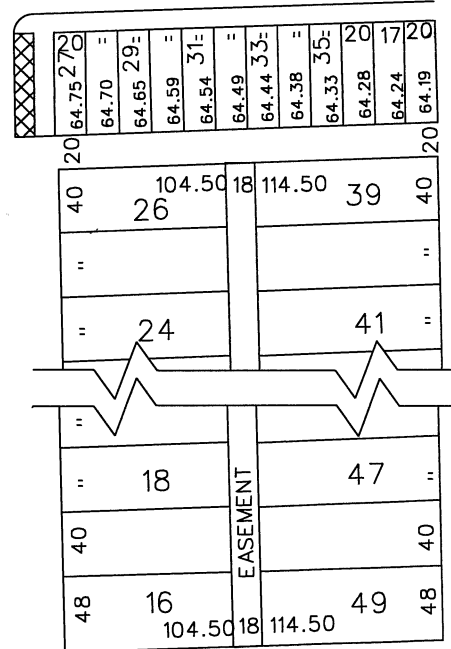 20 = = = = = = = = 20 17 20
27 29 31 33 35
64.75 64.70 64.65 64.59 64.54 64.49 64.44 64.38 64.33 64.28 64.24 64.19
20 20
40 104.50 18 114.50 39 40
26
= =
= 24 41 =
=
= 18 47 =
40 EASEMENT 40
48 16 49 48
104.50 18 114.50